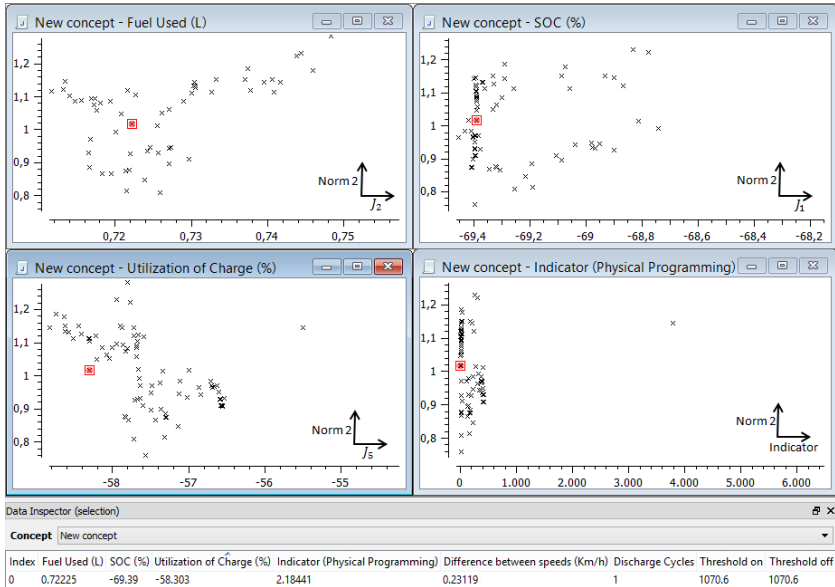 New concept - Fuel Used (L)
1,2
1,1
1
0,9
0,8
Norm 2
J2
0,72
0,73
0,74
0,75
New concept - SOC (%)
1,2
1,1
1
0,9
0,8
Norm 2
J1
-69,4
-69,2
-69
-68,8
-68,6
-68,4
-68,2
New concept - Utilization of Charge (%)
1,2
1,1
1
0,9
0,8
Norm 2
J5
-58
-57
-56
-55
New concept - Indicator (Physical Programming)
1,2
1,1
1
0,9
0,8
Norm 2
Indicator
0
1.000
2.000
3.000
4.000
5.000
6.000
Data Inspector (selection)
Concept New concept
Index Fuel Used (L) SOC (%) Utilization of Charge (%) Indicator (Physical Programming) Difference between speeds (Km/h) Discharge Cycles Threshold on Threshold off
0 0.72225 -69.39 -58.303 2.18441 0.23119 1 1070.6 1070.6